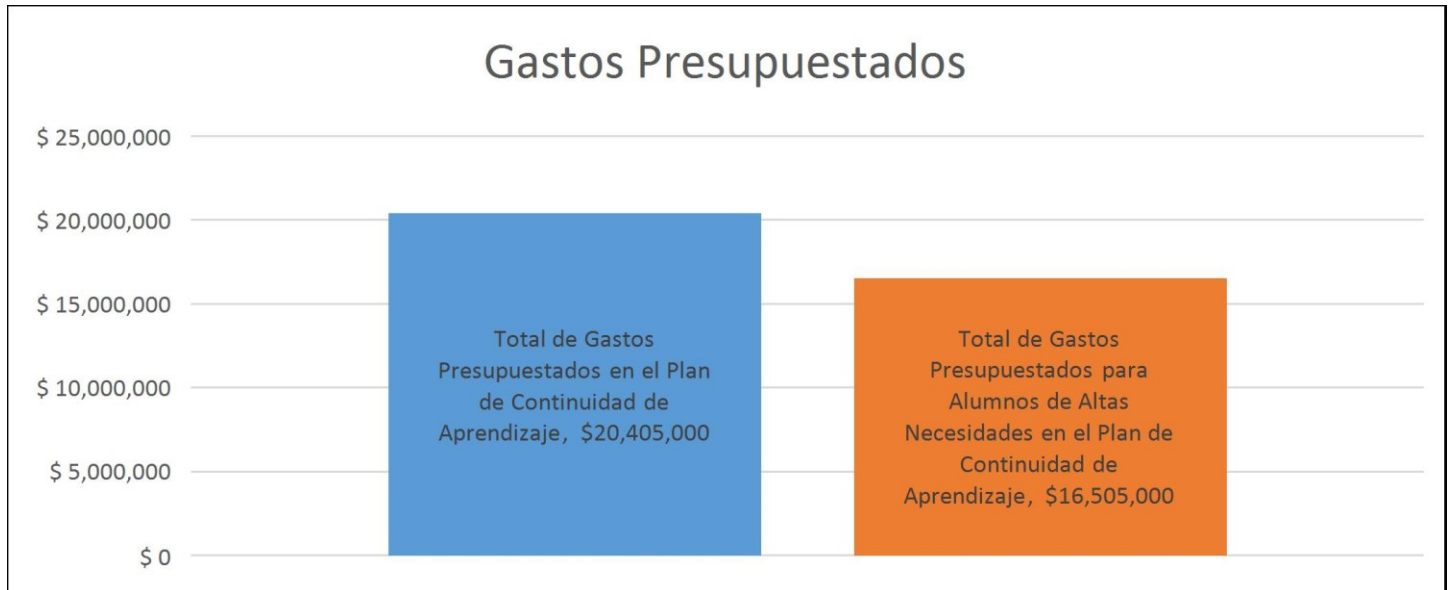 Gastos Presupuestados
$ 25,000,000
$ 20,000,000
$ 15,000,000
$ 10,000,000
$ 5,000,000
$ 0
Total de Gastos
Presupuestados en el Plan
de Continuidad de
Aprendizaje, $20,405,000
Total de Gastos
Presupuestados para
Alumnos de Altas
Necesidades en el Plan de
Continuidad de
Aprendizaje, $16,505,000